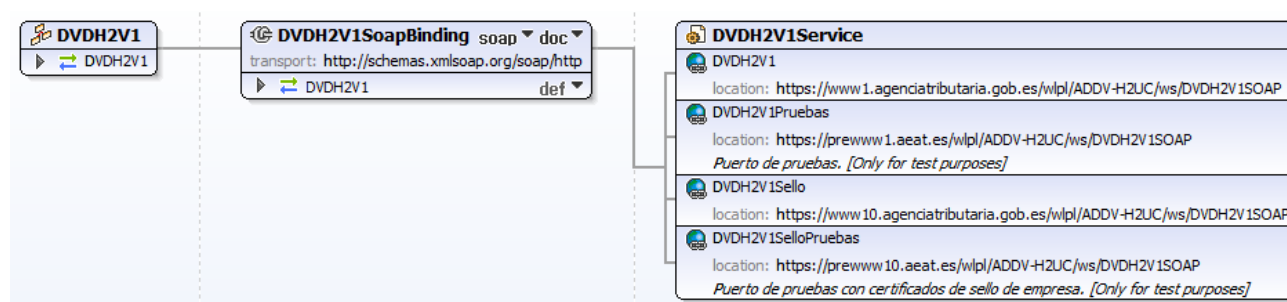 DVDH2V1
DVDH2V1
DVDH2V1SoapBinding soap doc
transport: http://schemas.xmlsoap.org/soap/http
DVDH2V1 def
DVDH2V1Service
DVDH2V1
location: https://www1.agenciatributaria.gob.es/wlpl/ADDV-H2UC/ws/DVDH2V1SOAP
DVDH2V1Pruebas
location: https://prewww1.aeat.es/wlpl/ADDV-H2UC/ws/DVDH2V1SOAP
Puerto de pruebas. [Only for test purposes]
DVDH2V1Sello
location: https://www10.agenciatributaria.gob.es/wlpl/ADDV-H2UC/ws/DVDH2V1SOAP
DVDH2V1SelloPruebas
location: https://prewww10.aeat.es/wlpl/ADDV-H2UC/ws/DVDH2V1SOAP
Puerto de pruebas con certificados de sello de empresa. [Only for test purposes]